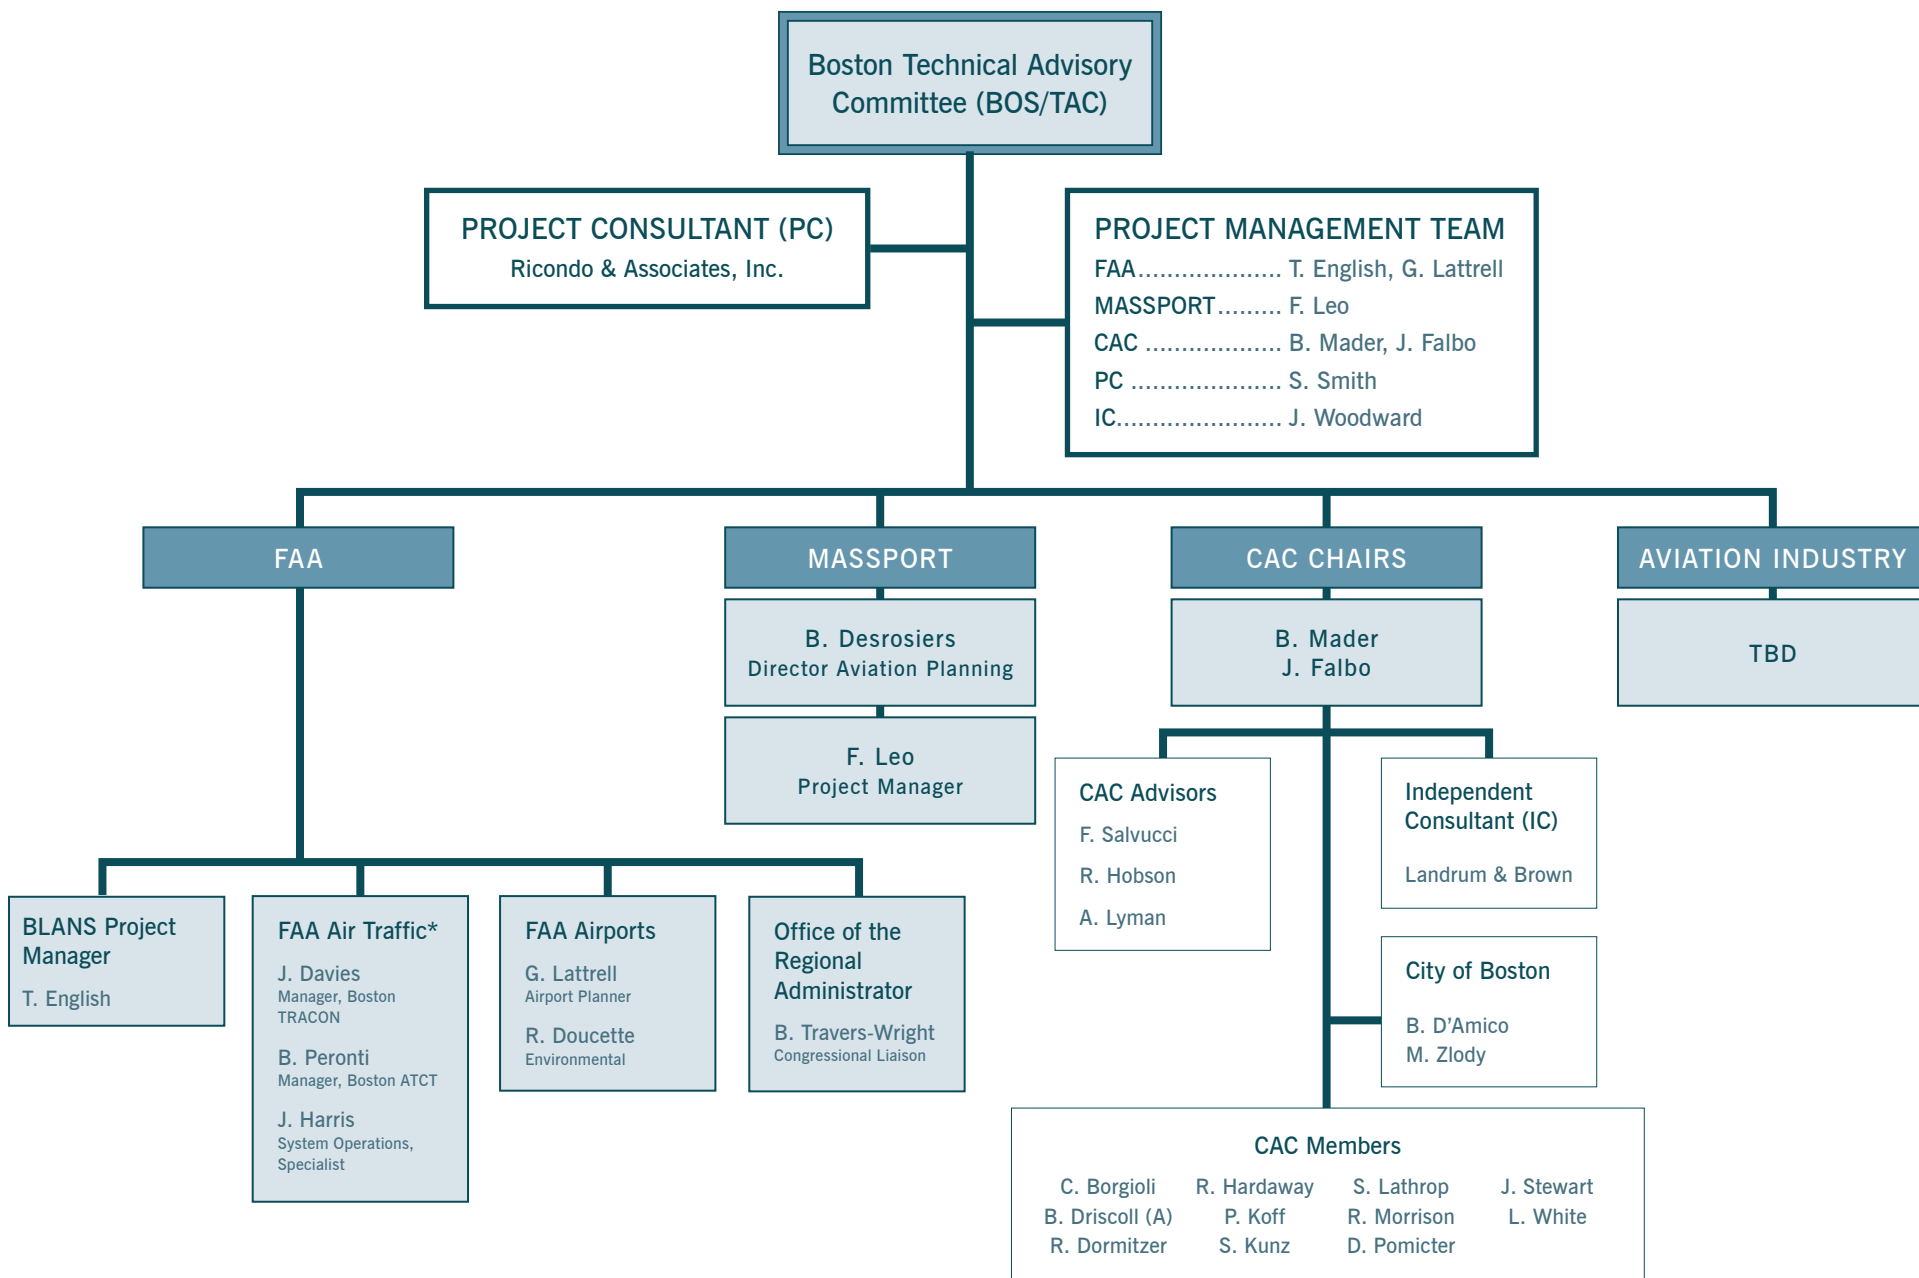 Boston Technical Advisory
Committee (BOS/TAC)
PROJECT CONSULTANT (PC)
Ricondo & Associates, Inc.
PROJECT MANAGEMENT TEAM
FAA.................... T. English, G. Lattrell
MASSPORT......... F. Leo
CAC ................... B. Mader, J. Falbo
PC ..................... S. Smith
IC....................... J. Woodward
FAA
MASSPORT
CAC CHAIRS
AVIATION INDUSTRY
B. Desrosiers
Director Aviation Planning
F. Leo
Project Manager
B. Mader
J. Falbo
TBD
CAC Advisors
F. Salvucci
R. Hobson
A. Lyman
Independent
Consultant (IC)
Landrum & Brown
City of Boston
B. D’Amico
M. Zlody
BLANS Project
Manager
T. English
FAA Air Traffic*
J. Davies
Manager, Boston
TRACON
B. Peronti
Manager, Boston ATCT
J. Harris
System Operations,
Specialist
FAA Airports
G. Lattrell
Airport Planner
R. Doucette
Environmental
Office of the
Regional
Administrator
B. Travers-Wright
Congressional Liaison
CAC Members
C. Borgioli R. Hardaway S. Lathrop J. Stewart
B. Driscoll (A) P. Koff R. Morrison L. White
R. Dormitzer S. Kunz D. Pomicter